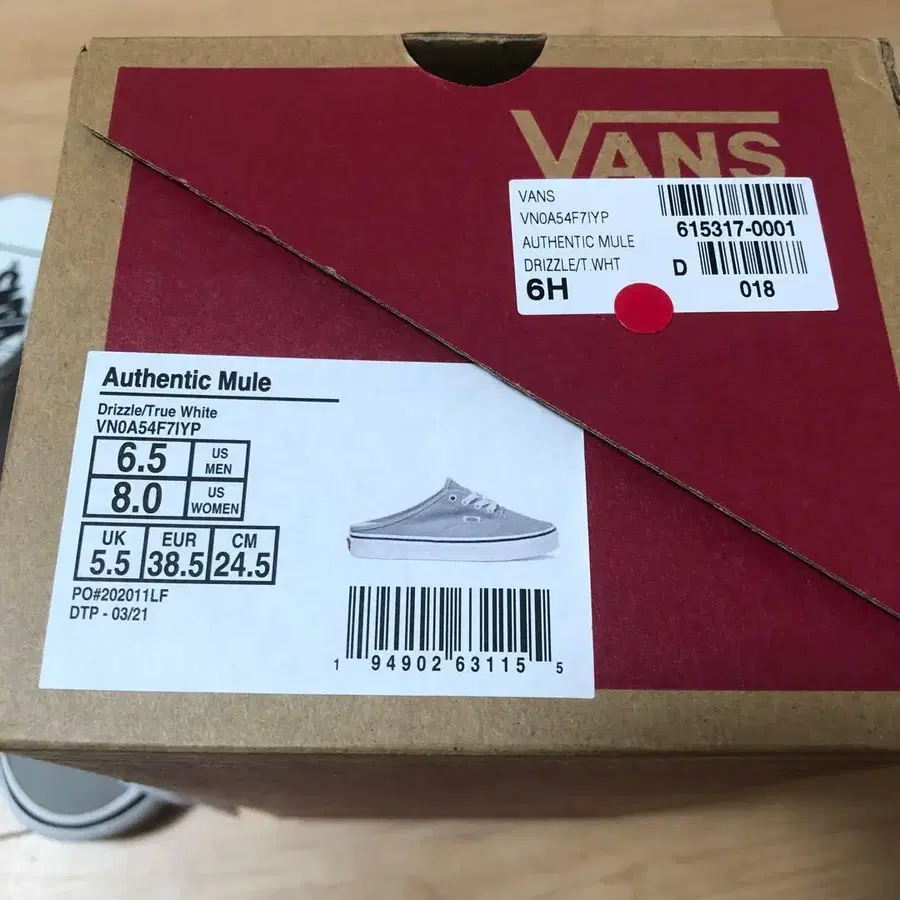 VANS
VANS
VN0A54F7IYP
AUTHENTIC MULE
DRIZZLE/T.WHT
6H
615317-0001
D
018
Authentic Mule
Drizzle/True White
VN0A54F7IYP
6.5 US MEN
8.0 US WOMEN
UK EUR CM
5.5 38.5 24.5
PO#202011LF
DTP - 03/21
1 94902 63115 5
VANS